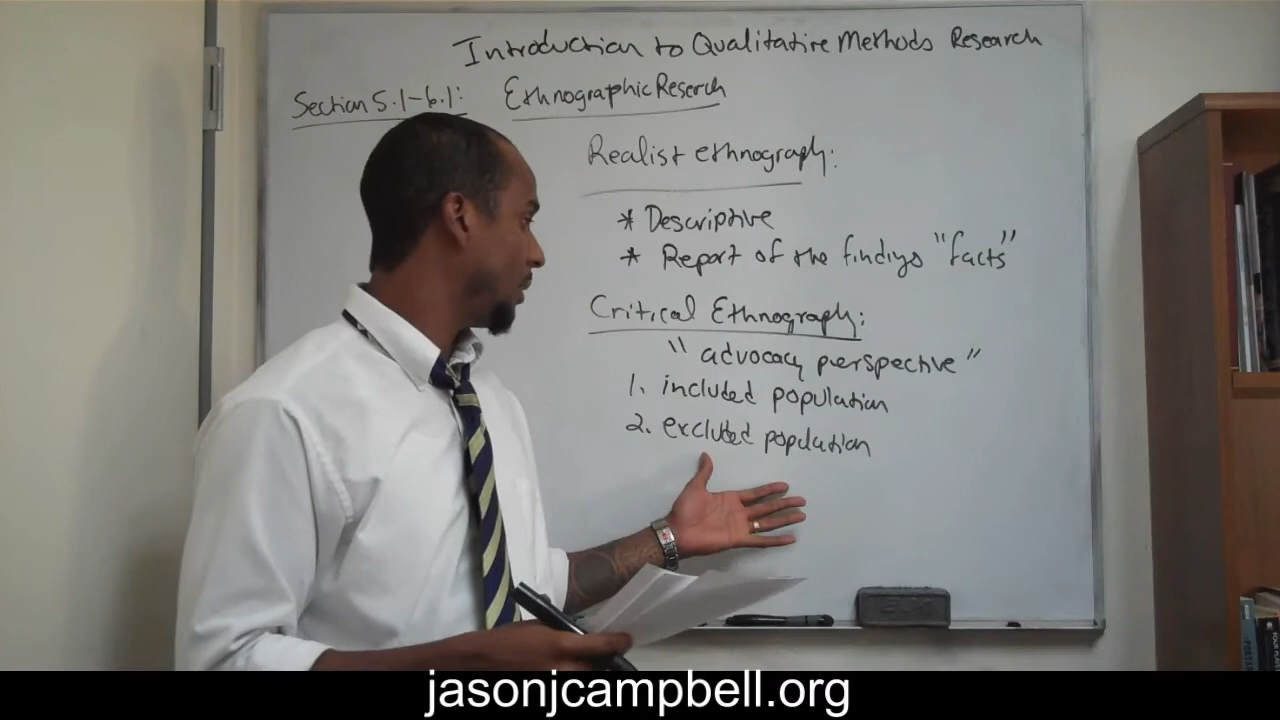 Introduction to Qualitative Methods Research
Section 5.1-6.1: Ethnographic Reserch
Realist ethnography:
* Descriptive
* Report of the findings "facts"
Critical Ethnography:
"advocacy perspective"
1. included population
2. excluded population
jasonjcampbell.org